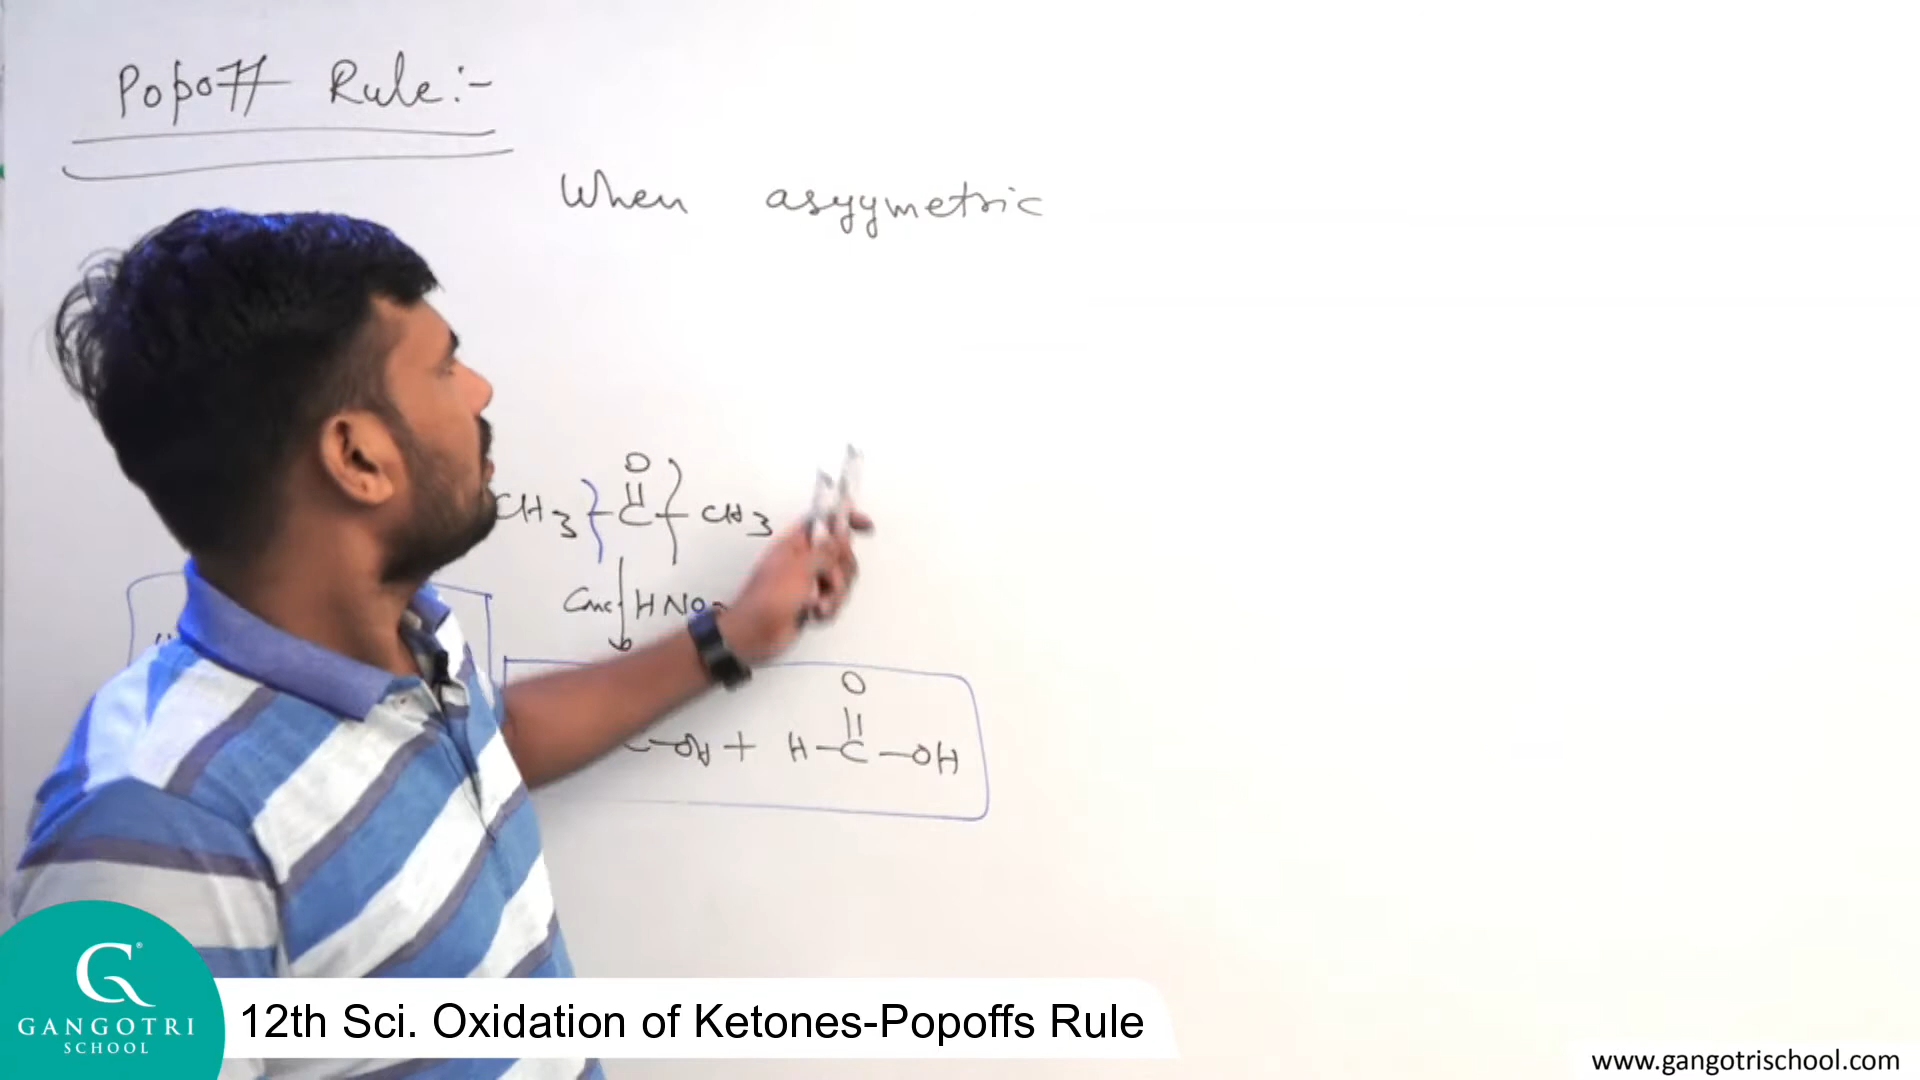 Popoff Rule:-
When asyymetric
O
CH3 C CH3
Conc HNO
O
OH + H-C-OH
GANGOTRI
SCHOOL
12th Sci. Oxidation of Ketones-Popoffs Rule
www.gangotrischool.com